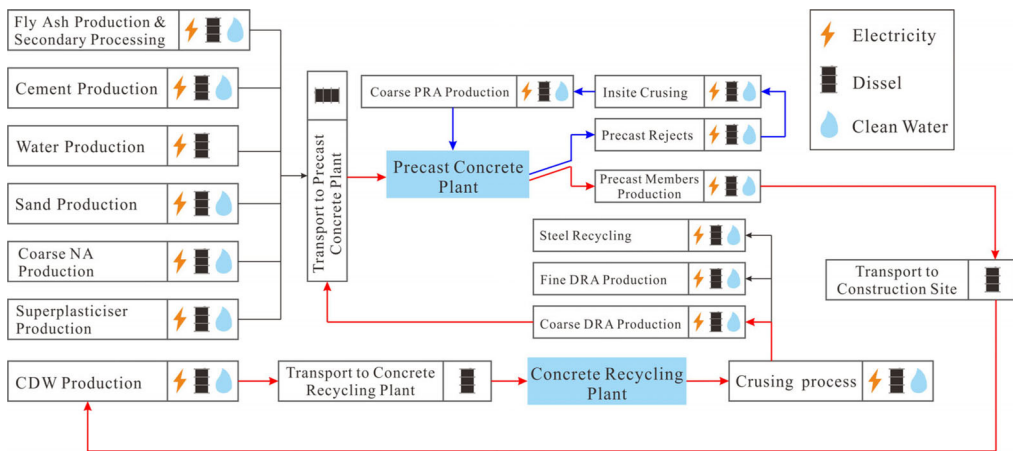 Fly Ash Production &
Secondary Processing
Cement Production
Water Production
Sand Production
Coarse NA
Production
Superplasticiser
Production
CDW Production
Transport to Precast
Concrete Plant
Coarse PRA Production
Insite Crusing
Precast Rejects
Precast Concrete
Plant
Precast Members
Production
Steel Recycling
Fine DRA Production
Coarse DRA Production
Transport to Concrete
Recycling Plant
Concrete Recycling
Plant
Crusing process
Transport to
Construction Site
Electricity
Dissel
Clean Water